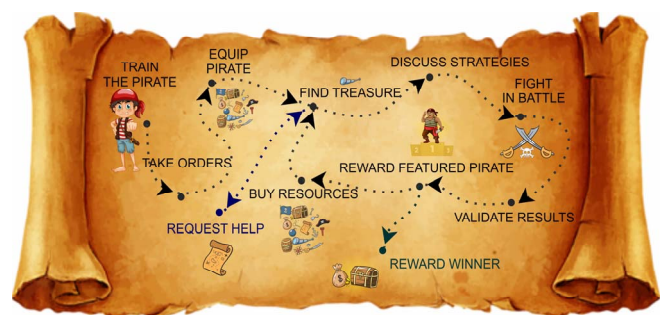 TRAIN
THE PIRATE
EQUIP
PIRATE
FIND TREASURE
DISCUSS STRATEGIES
FIGHT
IN BATTLE
TAKE ORDERS
REQUEST HELP
BUY RESOURCES
REWARD FEATURED PIRATE
VALIDATE RESULTS
REWARD WINNER